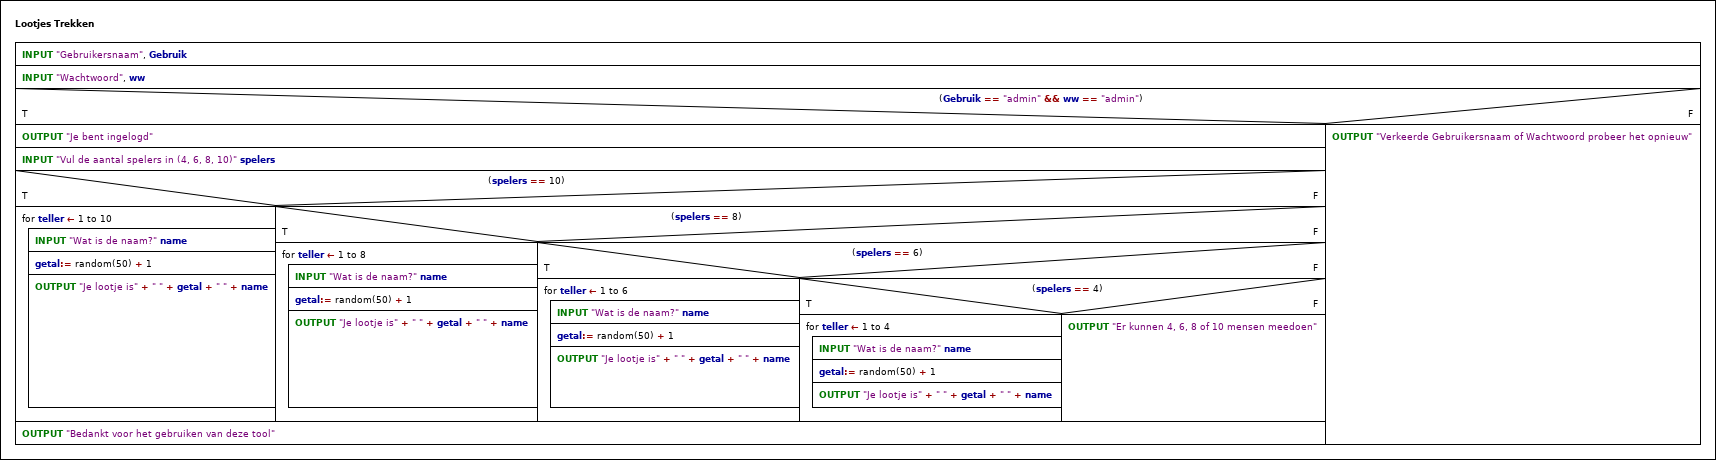 Lootjes Trekken
INPUT "Gebruikersnaam", Gebruik
INPUT "Wachtwoord", ww
(Gebruik == "admin" && ww == "admin")
T
F
OUTPUT "Je bent ingelogd"
INPUT "Vul de aantal spelers in (4, 6, 8, 10)" spelers
(spelers == 10)
T
F
for teller ← 1 to 10
INPUT "Wat is de naam?" name
getal:= random(50) + 1
OUTPUT "Je lootje is" + " " + getal + " " + name
(spelers == 8)
T
F
for teller ← 1 to 8
INPUT "Wat is de naam?" name
getal:= random(50) + 1
OUTPUT "Je lootje is" + " " + getal + " " + name
(spelers == 6)
T
F
for teller ← 1 to 6
INPUT "Wat is de naam?" name
getal:= random(50) + 1
OUTPUT "Je lootje is" + " " + getal + " " + name
(spelers == 4)
T
F
for teller ← 1 to 4
INPUT "Wat is de naam?" name
getal:= random(50) + 1
OUTPUT "Je lootje is" + " " + getal + " " + name
OUTPUT "Er kunnen 4, 6, 8 of 10 mensen meedoen"
OUTPUT "Bedankt voor het gebruiken van deze tool"
OUTPUT "Verkeerde Gebruikersnaam of Wachtwoord probeer het opnieuw"